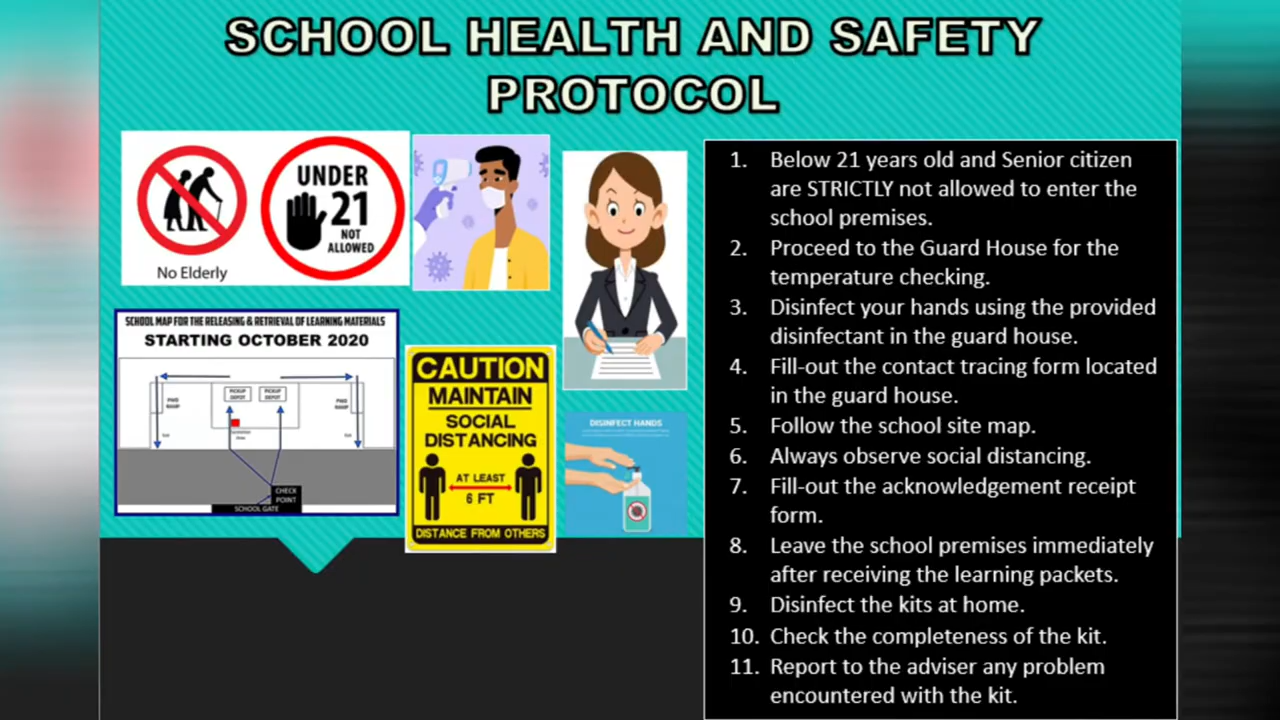 SCHOOL HEALTH AND SAFETY
PROTOCOL
No Elderly
UNDER
21
NOT
ALLOWED
SCHOOL MAP FOR THE RELEASING & RETRIEVAL OF LEARNING MATERIALS
STARTING OCTOBER 2020
PICKUP
DEPOT
PICKUP
DEPOT
PWD
RAMP
PWD
RAMP
CHECK
POINT
SCHOOL GATE
CAUTION
MAINTAIN
SOCIAL
DISTANCING
AT LEAST
6 FT
DISTANCE FROM OTHERS
DISINFECT HANDS
1. Below 21 years old and Senior citizen
are STRICTLY not allowed to enter the
school premises.
2. Proceed to the Guard House for the
temperature checking.
3. Disinfect your hands using the provided
disinfectant in the guard house.
4. Fill-out the contact tracing form located
in the guard house.
5. Follow the school site map.
6. Always observe social distancing.
7. Fill-out the acknowledgement receipt
form.
8. Leave the school premises immediately
after receiving the learning packets.
9. Disinfect the kits at home.
10. Check the completeness of the kit.
11. Report to the adviser any problem
encountered with the kit.